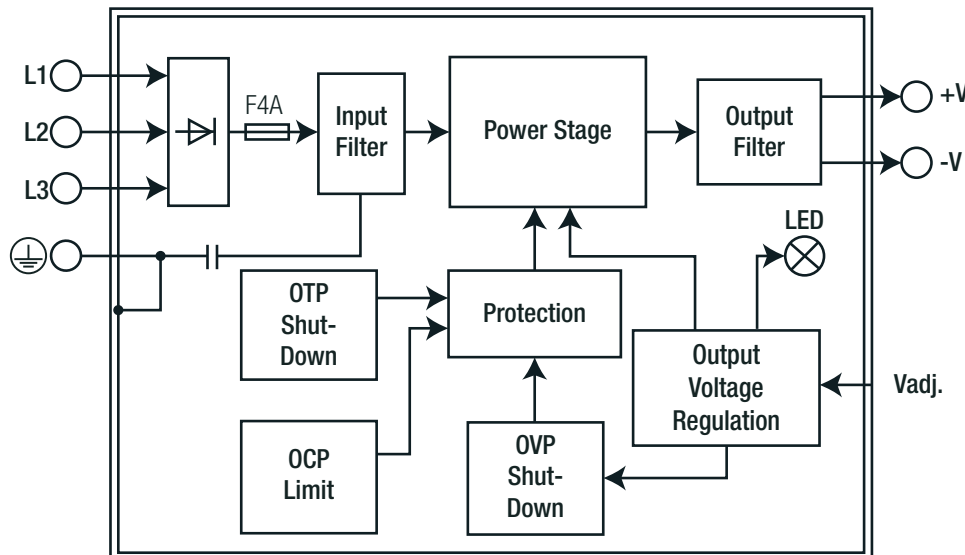 L1
L2
L3
F4A
Input
Filter
Power Stage
Output
Filter
+V
-V
LED
OTP
Shut-
Down
Protection
Output
Voltage
Regulation
Vadj.
OCP
Limit
OVP
Shut-
Down